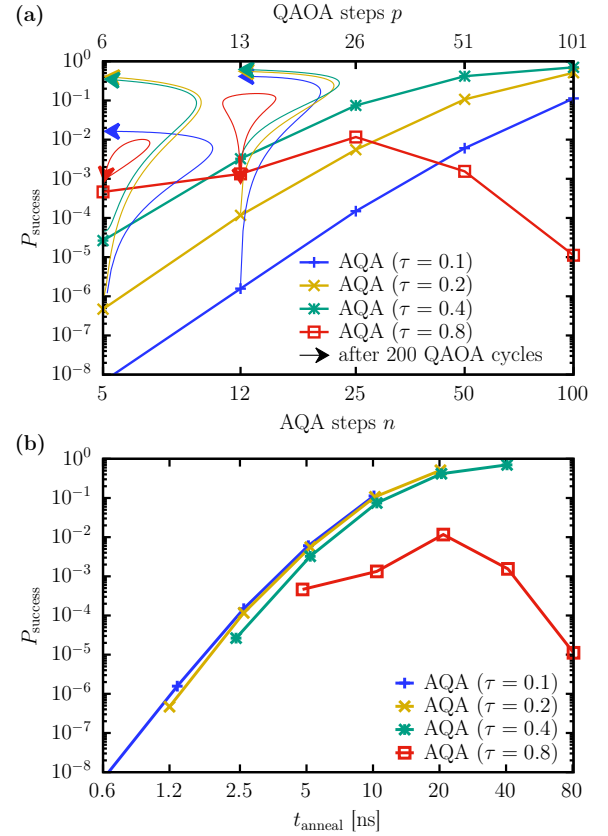 (a)
QAOA steps p
6 13 26 51 101
10^0
10^-1
10^-2
10^-3
10^-4
10^-5
10^-6
10^-7
10^-8
P_success
AQA (τ = 0.1)
AQA (τ = 0.2)
AQA (τ = 0.4)
AQA (τ = 0.8)
after 200 QAOA cycles
5 12 25 50 100
AQA steps n
(b)
10^0
10^-1
10^-2
10^-3
10^-4
10^-5
10^-6
10^-7
10^-8
P_success
AQA (τ = 0.1)
AQA (τ = 0.2)
AQA (τ = 0.4)
AQA (τ = 0.8)
0.6 1.2 2.5 5 10 20 40 80
t_anneal [ns]